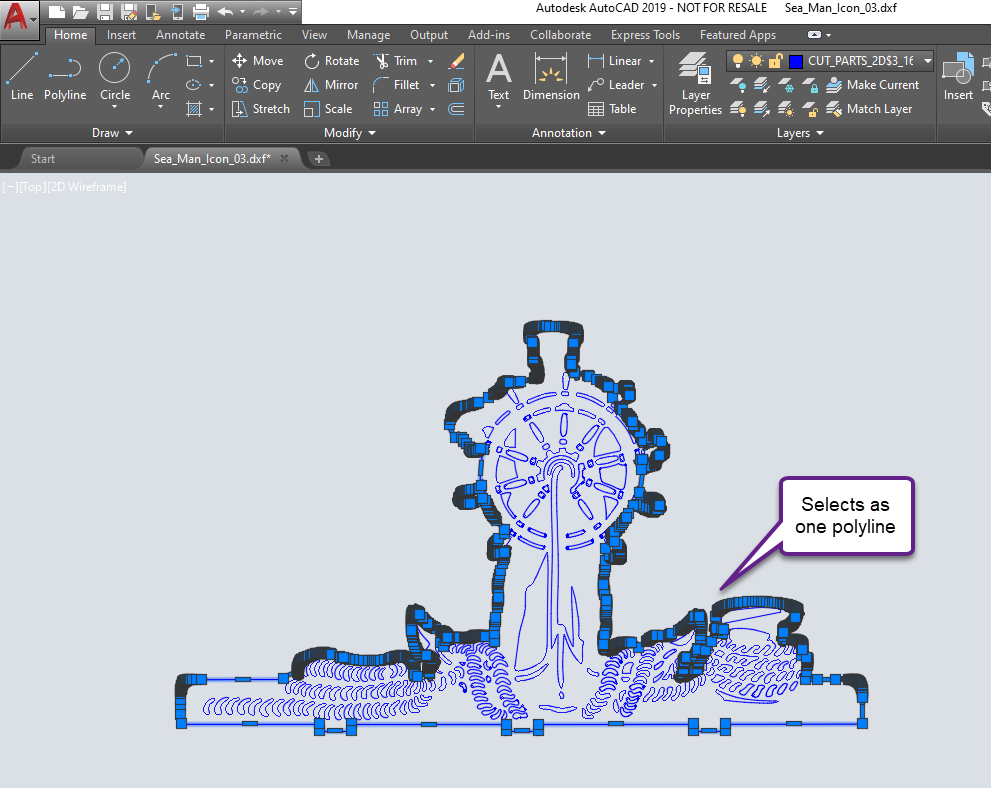 Autodesk AutoCAD 2019 - NOT FOR RESALE Sea_Man_Icon_03.dxf
Home Insert Annotate Parametric View Manage Output Add-ins Collaborate Express Tools Featured Apps
Line Polyline Circle Arc
Move Rotate Trim
Copy Mirror Fillet
Stretch Scale Array
Text Dimension
Linear
Leader
Table
Layer
Properties
CUT_PARTS_2D$3_16
Make Current
Match Layer
Insert
Draw Modify Annotation Layers
Start Sea_Man_Icon_03.dxf*
[−][Top][2D Wireframe]
Selects as
one polyline